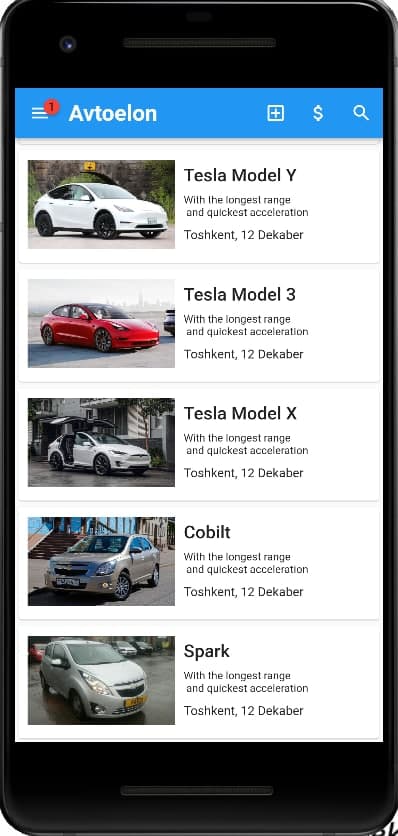 1
Avtoelon
$
Tesla Model Y
With the longest range
and quickest acceleration
Toshkent, 12 Dekaber
Tesla Model 3
With the longest range
and quickest acceleration
Toshkent, 12 Dekaber
Tesla Model X
With the longest range
and quickest acceleration
Toshkent, 12 Dekaber
Cobilt
With the longest range
and quickest acceleration
Toshkent, 12 Dekaber
Spark
With the longest range
and quickest acceleration
Toshkent, 12 Dekaber